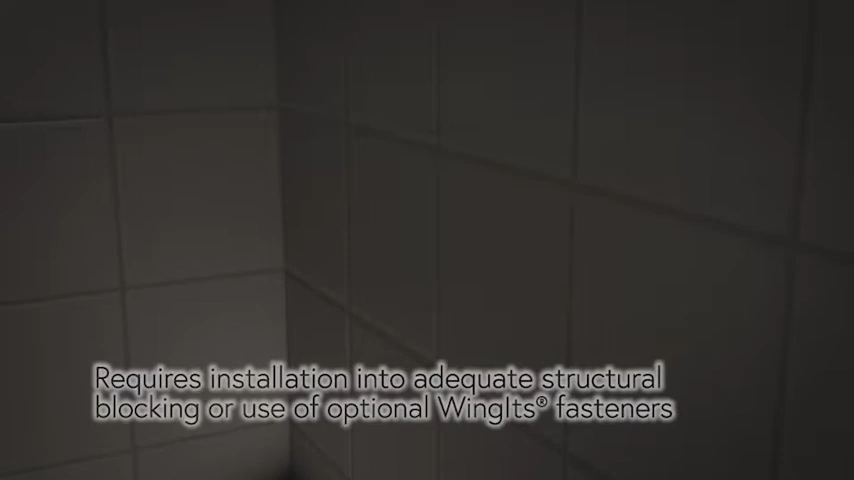 Requires installation into adequate structural
blocking or use of optional WingIts® fasteners